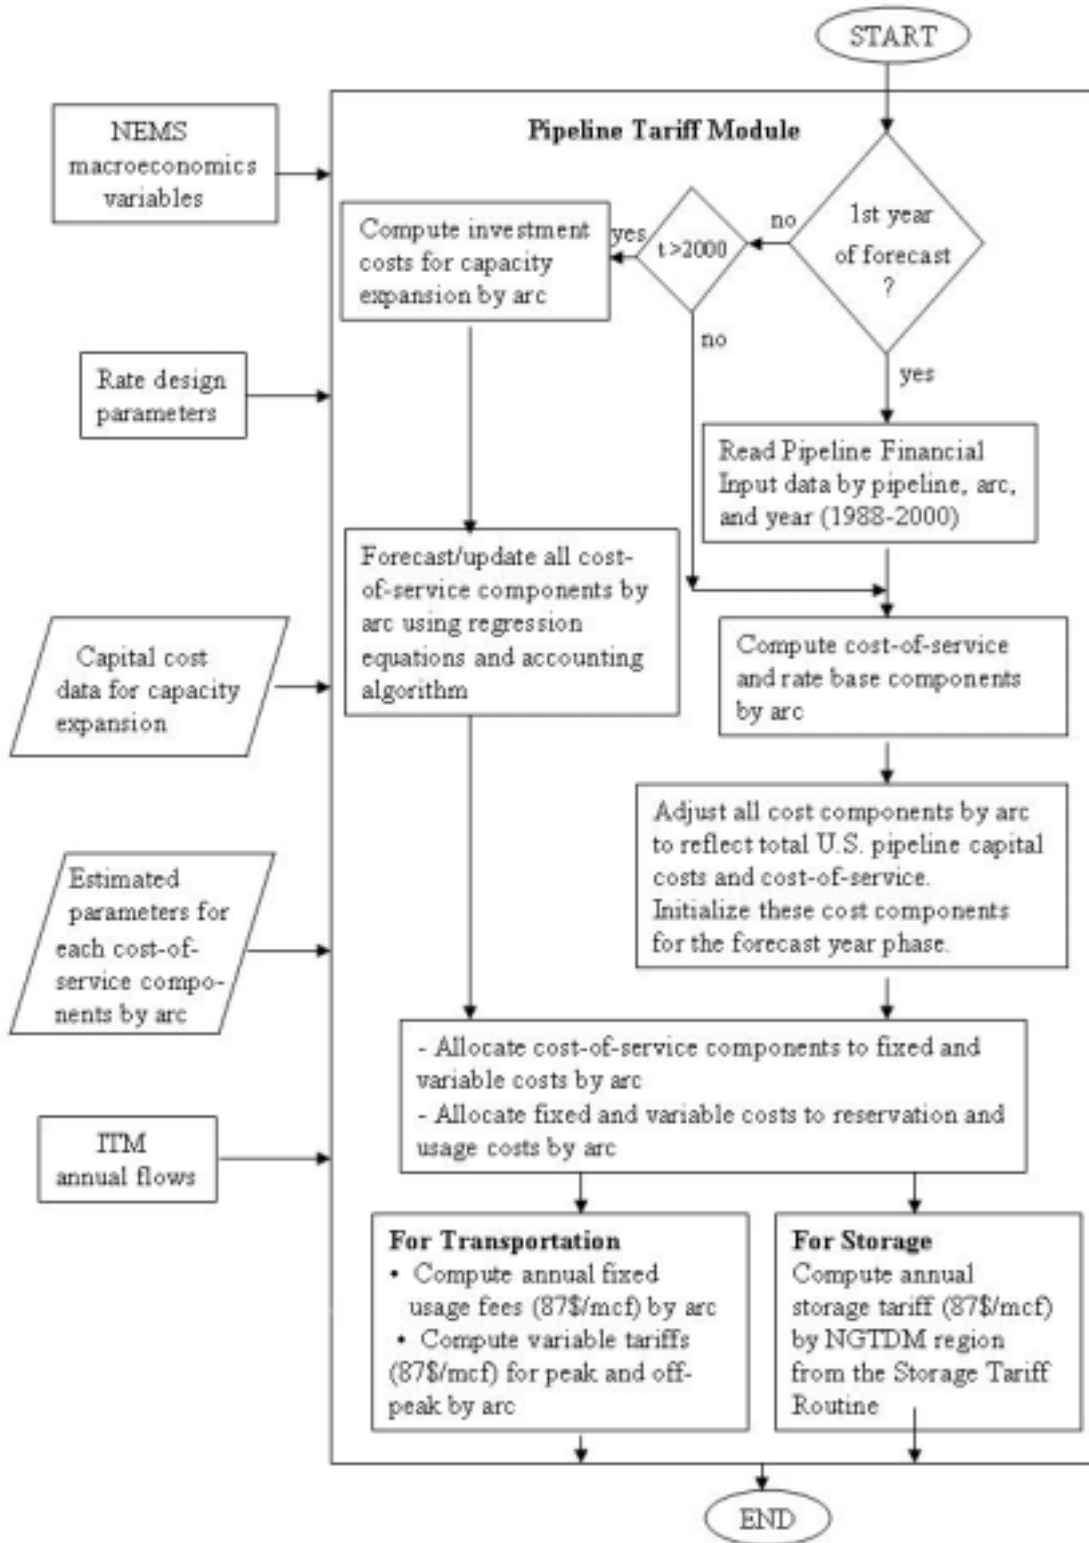 START
Pipeline Tariff Module
NEMS
macroeconomics
variables
1st year
of forecast
?
no
t >2000
yes
Compute investment
costs for capacity
expansion by arc
no
yes
Rate design
parameters
Read Pipeline Financial
Input data by pipeline, arc,
and year (1988-2000)
Forecast/update all cost-
of-service components by
arc using regression
equations and accounting
algorithm
Capital cost
data for capacity
expansion
Compute cost-of-service
and rate base components
by arc
Adjust all cost components by arc
to reflect total U.S. pipeline capital
costs and cost-of-service.
Initialize these cost components
for the forecast year phase.
Estimated
parameters for
each cost-of-
service compo-
nents by arc
- Allocate cost-of-service components to fixed and
variable costs by arc
- Allocate fixed and variable costs to reservation and
usage costs by arc
ITM
annual flows
For Transportation
• Compute annual fixed
usage fees (87$/mcf) by arc
• Compute variable tariffs
(87$/mcf) for peak and off-
peak by arc
For Storage
Compute annual
storage tariff (87$/mcf)
by NGTDM region
from the Storage Tariff
Routine
END